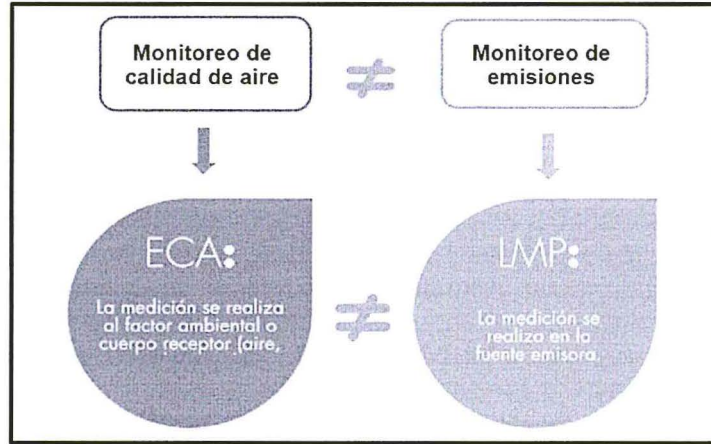 Monitoreo de
calidad de aire
≠
Monitoreo de
emisiones
ECA:
La medición se realiza
al factor ambiental o
cuerpo receptor (aire,
≠
LMP:
La medición se
realiza en la
fuente emisora.